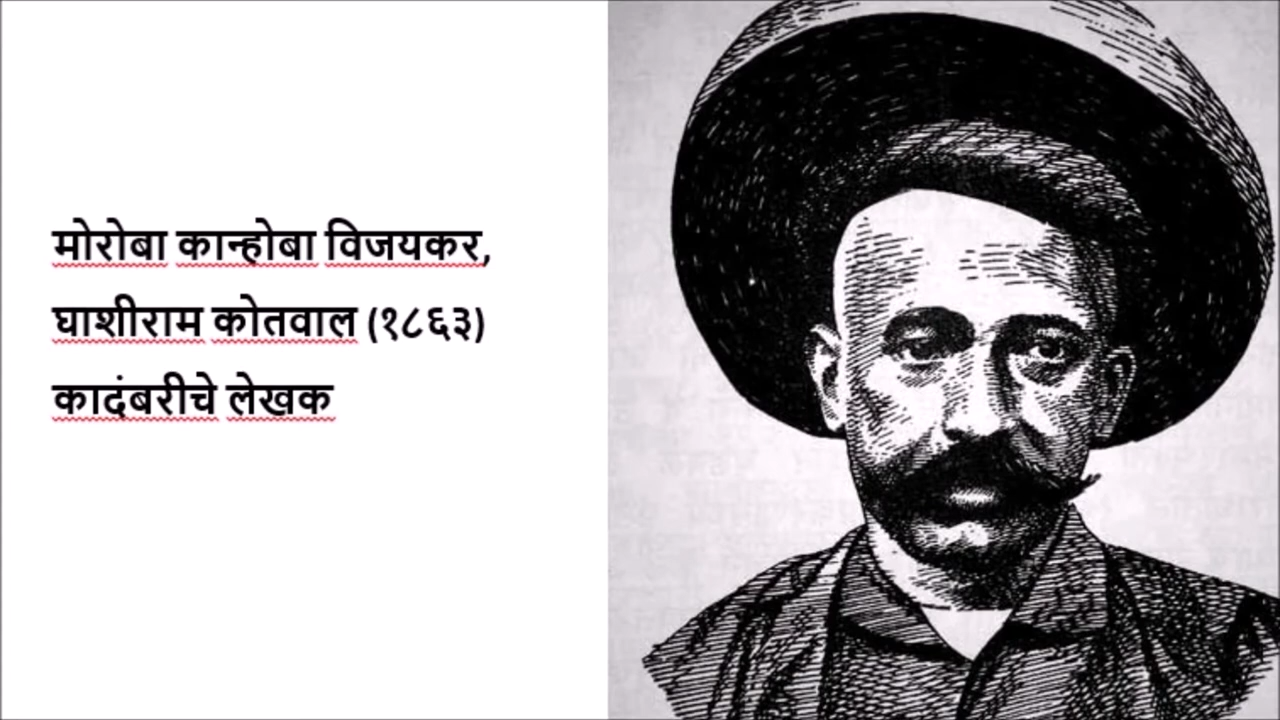 मोरोबा कान्होबा विजयकर,
घाशीराम कोतवाल (१८६३)
कादंबरीचे लेखक